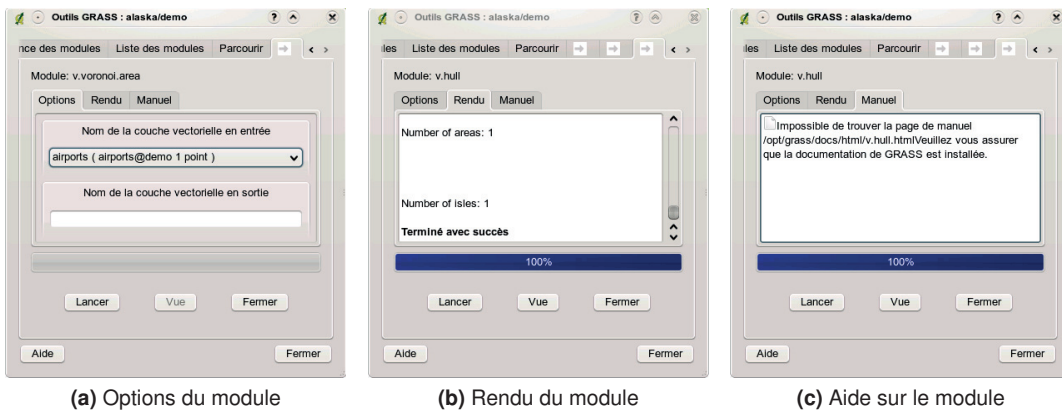 Outils GRASS : alaska/demo
nce des modules Liste des modules Parcourir
Module: v.voronoi.area
Options Rendu Manuel
Nom de la couche vectorielle en entrée
airports ( airports@demo 1 point )
Nom de la couche vectorielle en sortie
Lancer Vue Fermer
Aide Fermer
(a) Options du module
Outils GRASS : alaska/demo
les Liste des modules Parcourir
Module: v.hull
Options Rendu Manuel
Number of areas: 1
Number of isles: 1
Terminé avec succès
100%
Lancer Vue Fermer
Aide Fermer
(b) Rendu du module
Outils GRASS : alaska/demo
les Liste des modules Parcourir
Module: v.hull
Options Rendu Manuel
Impossible de trouver la page de manuel
/opt/grass/docs/html/v.hull.htmlVeuillez vous assurer
que la documentation de GRASS est installée.
100%
Lancer Vue Fermer
Aide Fermer
(c) Aide sur le module